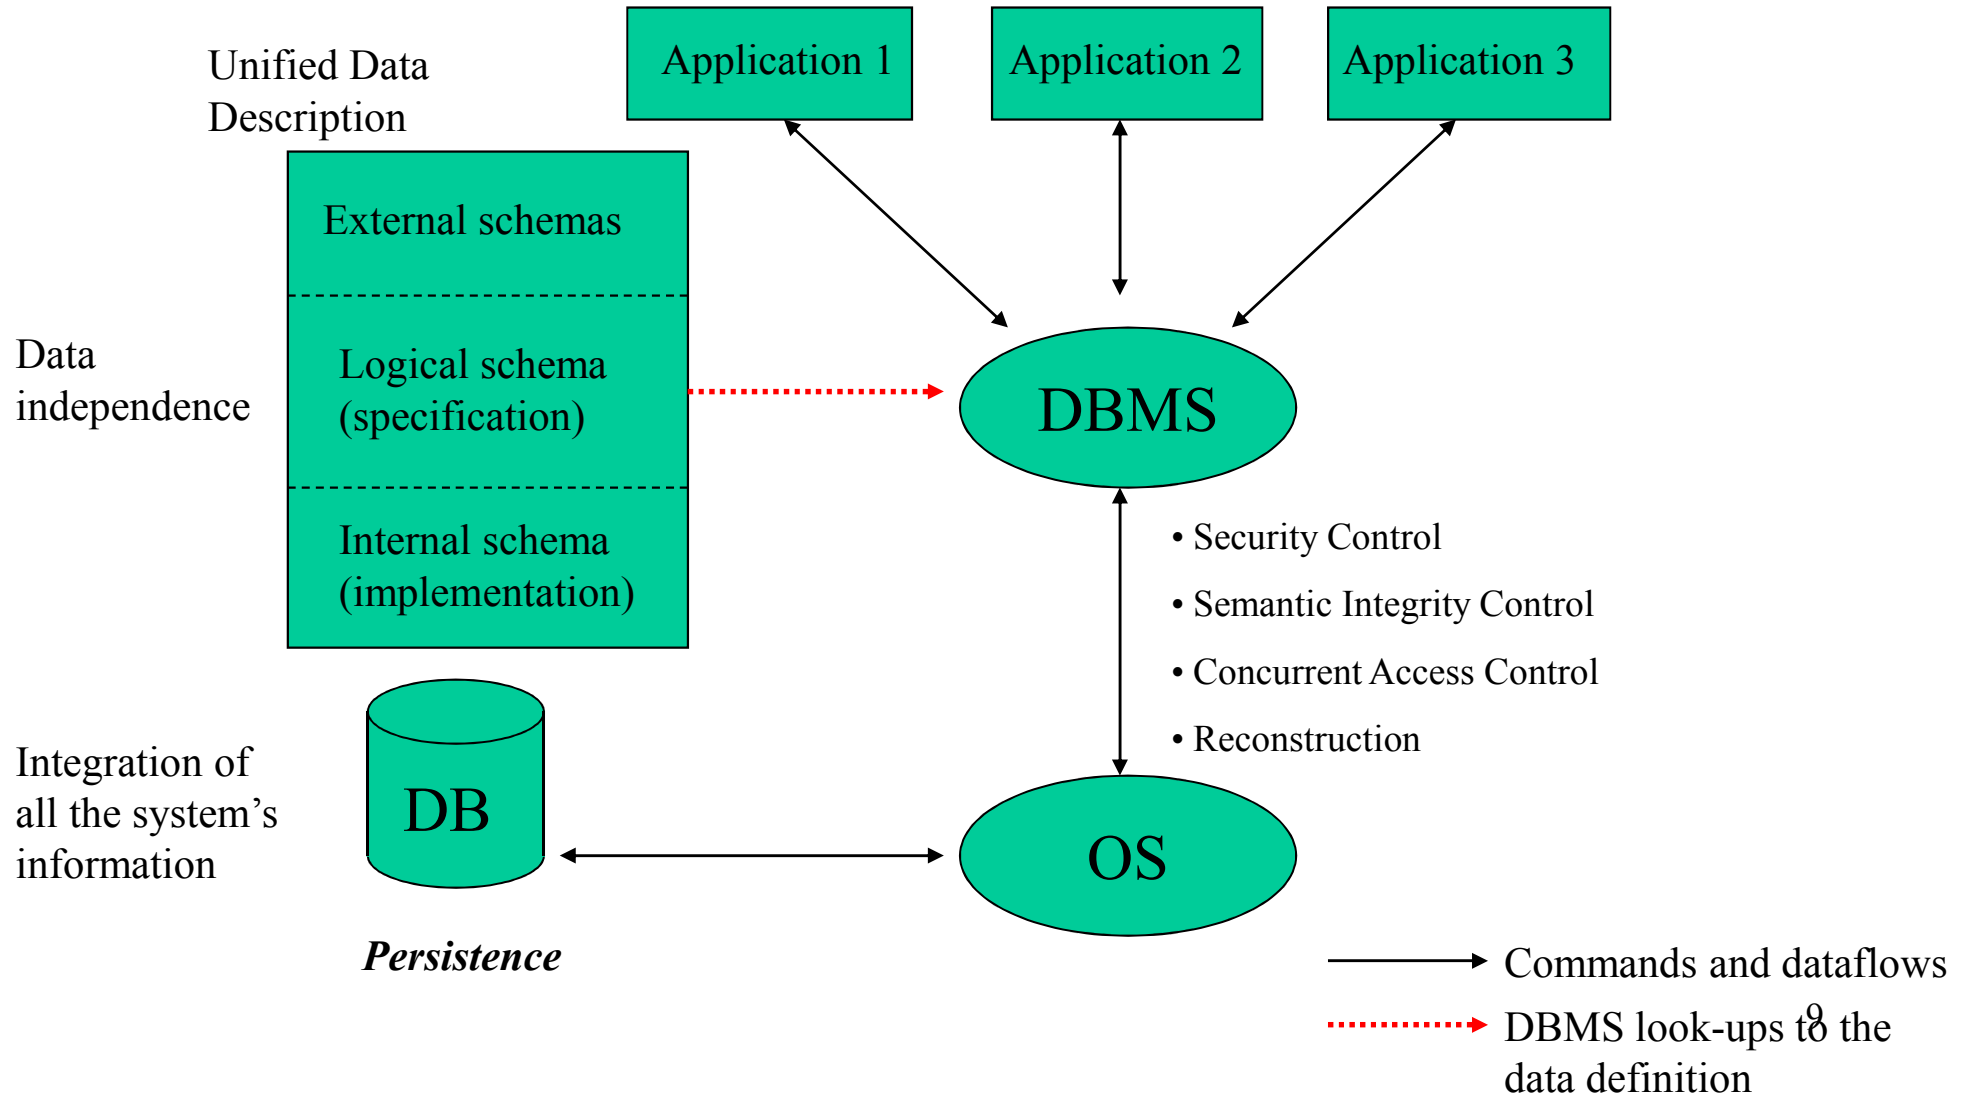 Application 1
Application 2
Application 3
Unified Data
Description
External schemas
Data
independence
Logical schema
(specification)
DBMS
Internal schema
(implementation)
• Security Control
• Semantic Integrity Control
• Concurrent Access Control
• Reconstruction
Integration of
all the system’s
information
DB
OS
Persistence
Commands and dataflows
DBMS look-ups to the
data definition
9